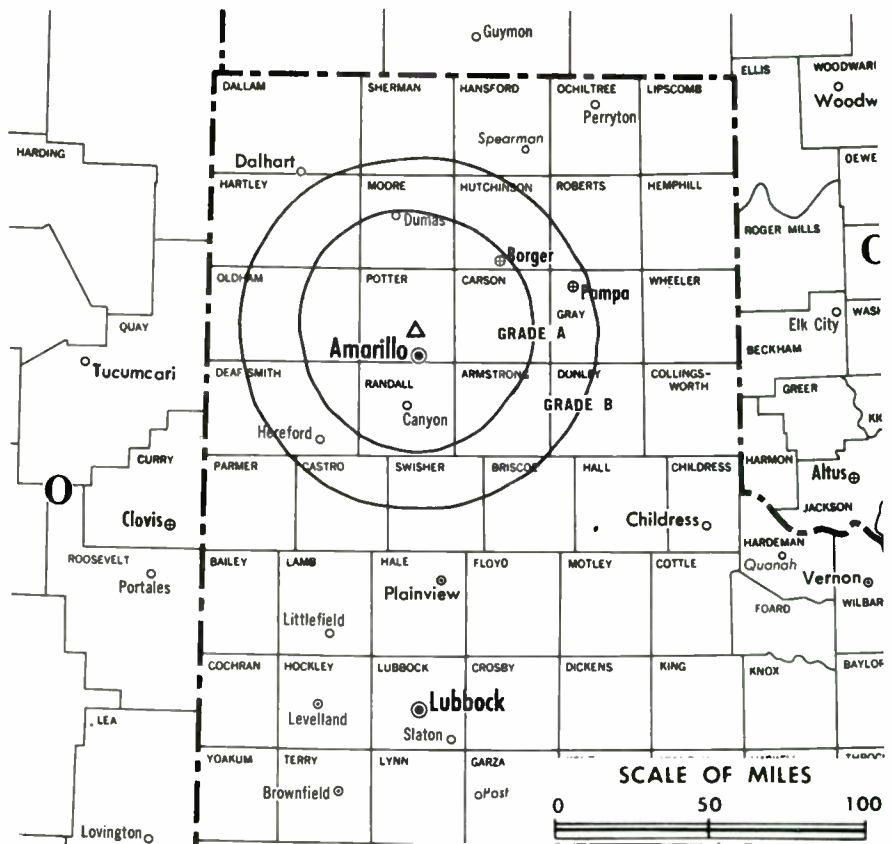 Guymon
ELLIS
WOODWARI
Woodw
DALLAM
SHERMAN
HANSFORD
OCHILTREE
LIPSCOMB
Perryton
Spearman
HARDING
DEWE
Dalhart
HARTLEY
MOORE
HUTCHINSON
ROBERTS
HEMPHILL
Dumas
ROGER MILLS
Borger
OLDHAM
POTTER
CARSON
WHEELER
Pampa
GRAY
QUAY
GRADE A
Elk City
WASH
Amarillo
BECKHAM
Tucumcari
DEAF SMITH
RANDALL
ARMSTRONG
DONLEY
COLLINGS-
WORTH
GREER
GRADE B
Canyon
Hereford
CURRY
PARMER
CASTRO
SWISHER
BRISCOE
HALL
CHILDRESS
HARMON
Altus
O
Clovis
Childress
JACKSON
HARDEMAN
ROOSEVELT
BAILEY
LAMB
HALE
FLOYD
MOTLEY
COTTLE
Quanah
Portales
Plainview
Vernon
FOARD
WILBAR
Littlefield
COCHRAN
HOCKLEY
LUBBOCK
CROSBY
DICKENS
KING
KNOX
BAYLOR
Levelland
Lubbock
LEA
Slaton
YOAKUM
TERRY
LYNN
GARZA
SCALE OF MILES
Brownfield
Post
0 50 100
Lovington